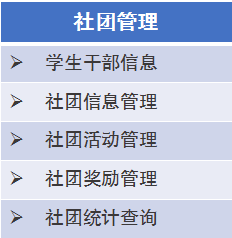 社团管理
➢ 学生干部信息
➢ 社团信息管理
➢ 社团活动管理
➢ 社团奖励管理
➢ 社团统计查询